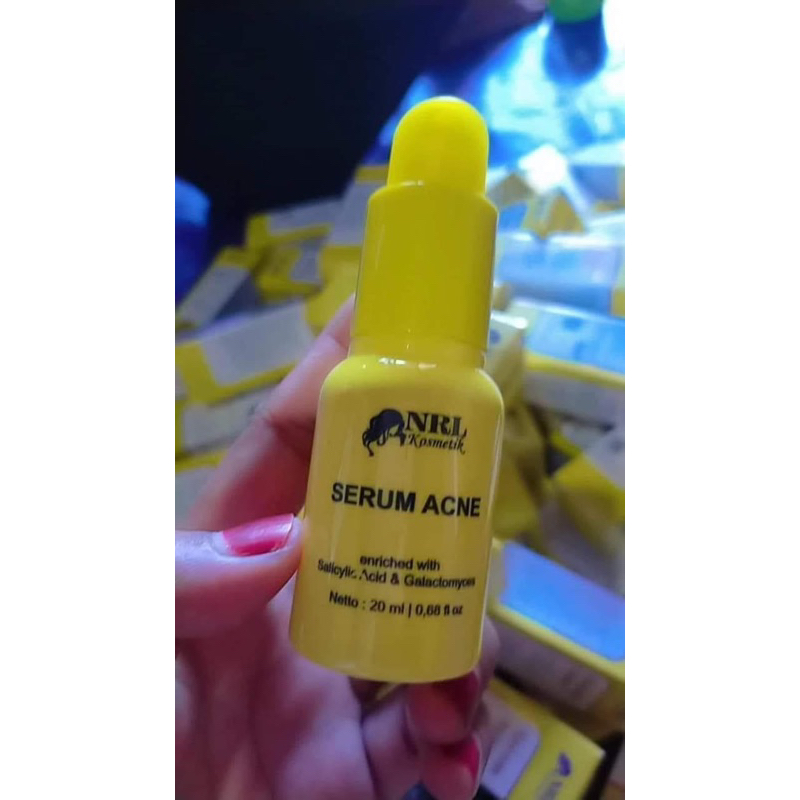 NRL
Kosmetik
SERUM ACNE
enriched with
Salicylic Acid & Galactomyces
Netto : 20 ml | 0,68 fl oz